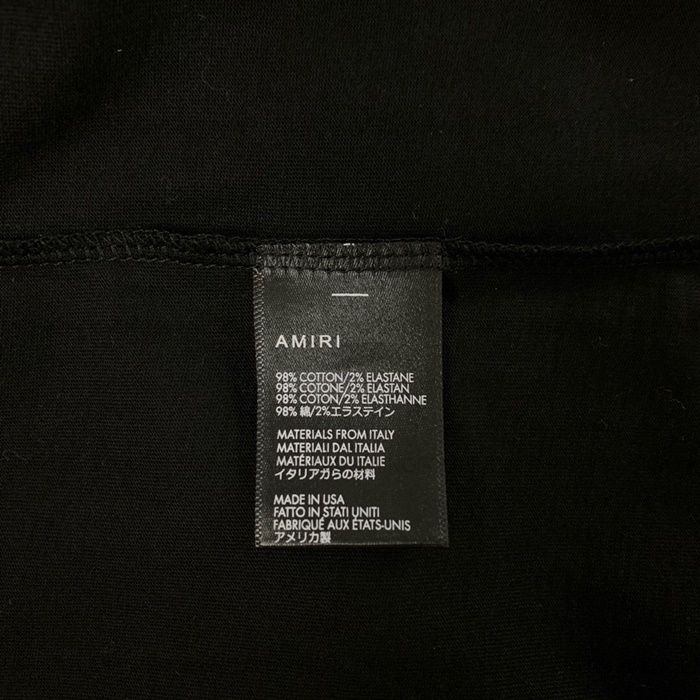 AMIRI
98% COTTON/2% ELASTANE
98% COTONE/2% ELASTAN
98% COTON/2% ELASTHANNE
98% 綿/2%エラステイン
MATERIALS FROM ITALY
MATERIALI DAL ITALIA
MATÉRIAUX DU ITALIE
イタリアガらの材料
MADE IN USA
FATTO IN STATI UNITI
FABRIQUÉ AUX ÉTATS-UNIS
アメリカ製